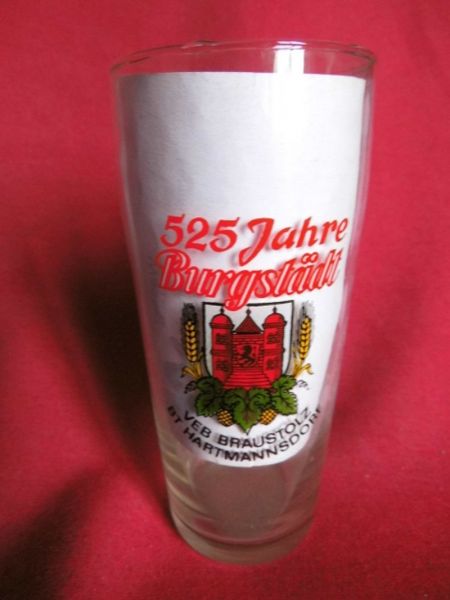 525 Jahre
Burgstädt
VEB BRAUSTOLZ
BT HARTMANNSDORF